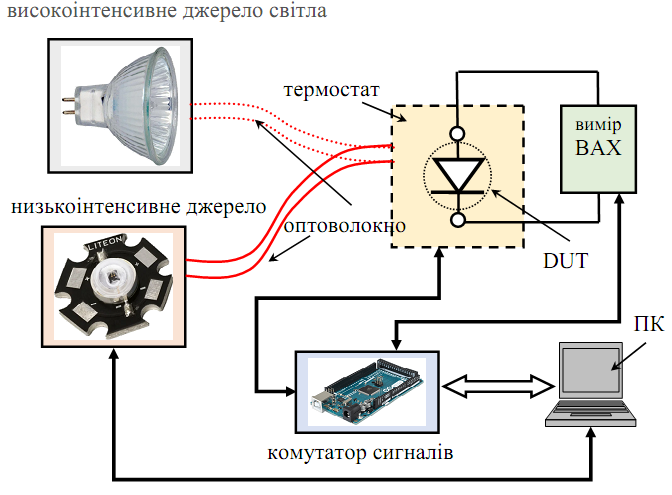 високоінтенсивне джерело світла
термостат
вимір
ВАХ
низькоінтенсивне джерело
оптоволокно
LITEON
DUT
ПК
комутатор сигналів